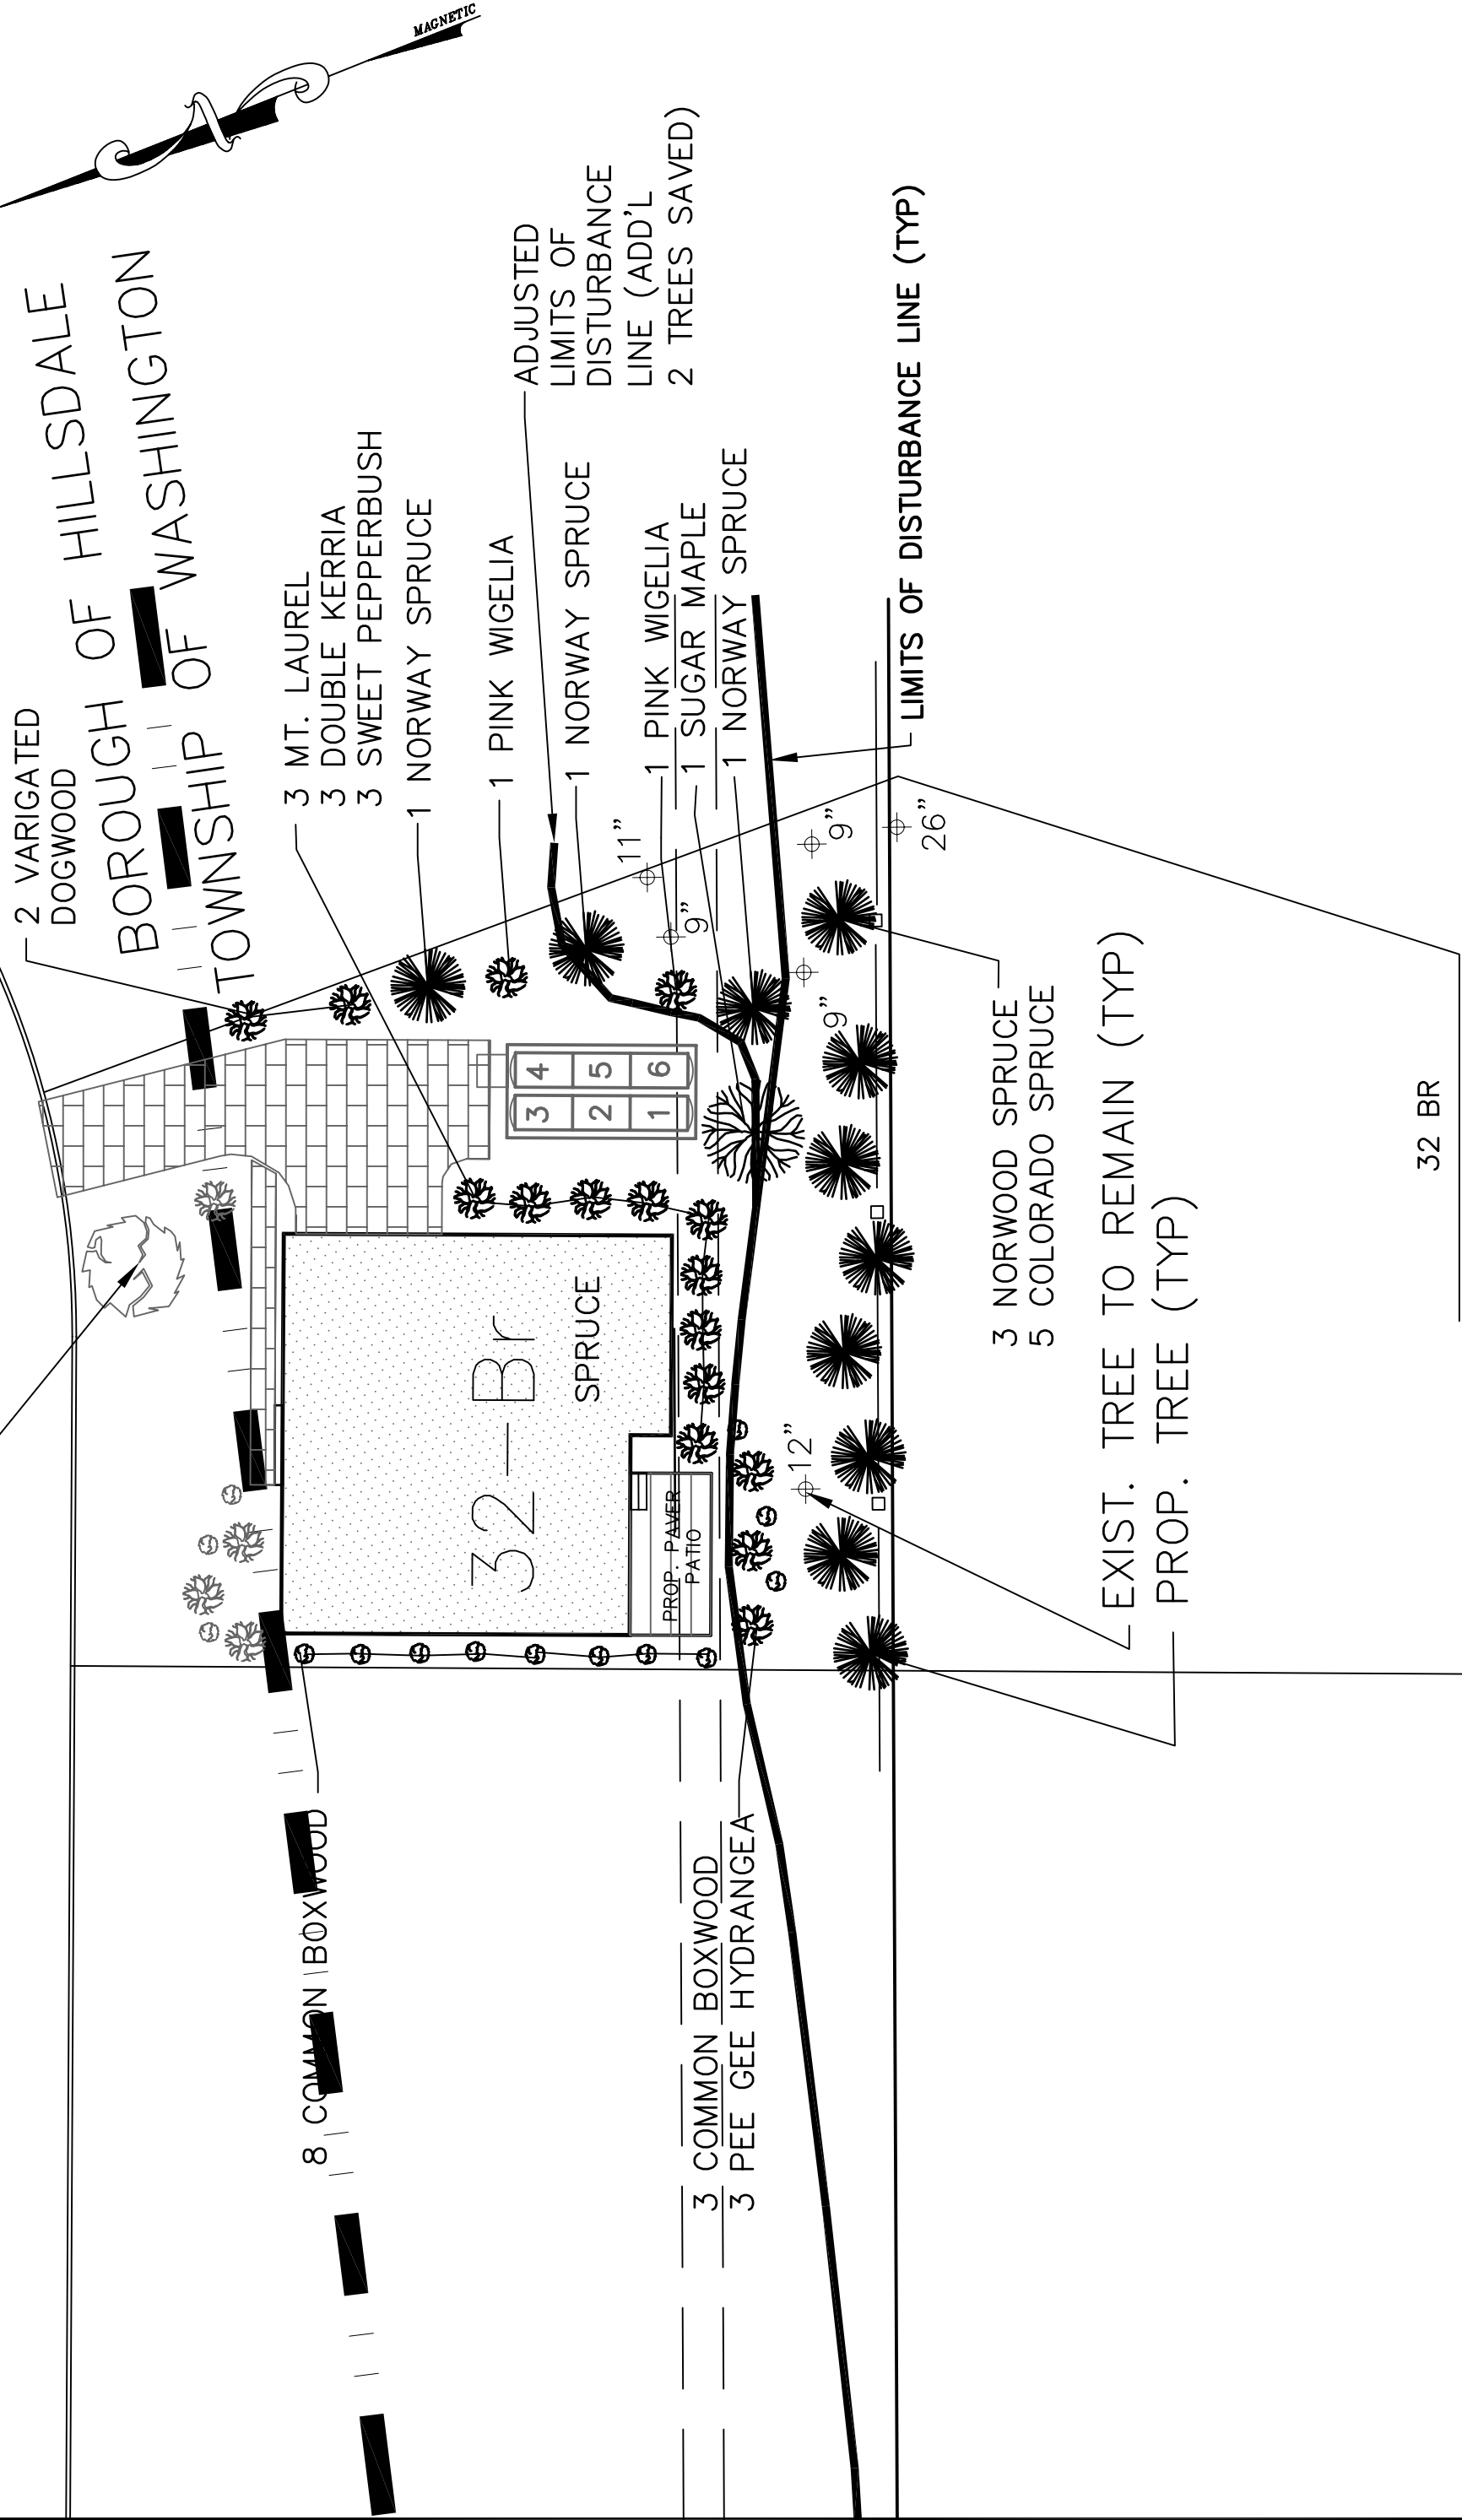 MAGNETIC
N
BOROUGH OF HILLSDALE
TOWNSHIP OF WASHINGTON
2 VARIGATED
DOGWOOD
3 MT. LAUREL
3 DOUBLE KERRIA
3 SWEET PEPPPERBUSH
1 NORWAY SPRUCE
1 PINK WIGELIA
ADJUSTED
LIMITS OF
DISTURBANCE
LINE (ADD'L
2 TREES SAVED)
1 NORWAY SPRUCE
1 PINK WIGELIA
1 SUGAR MAPLE
1 NORWAY SPRUCE
LIMITS OF DISTURBANCE LINE (TYP)
11"
9"
9"
26"
9"
4 5 6
3 2 1
32-Br
SPRUCE
PROP. PAVER
PATIO
12"
3 NORWOOD SPRUCE
5 COLORADO SPRUCE
EXIST. TREE TO REMAIN (TYP)
PROP. TREE (TYP)
32 BR
8 COMMON BOXWOOD
3 COMMON BOXWOOD
3 PEE GEE HYDRANGEA